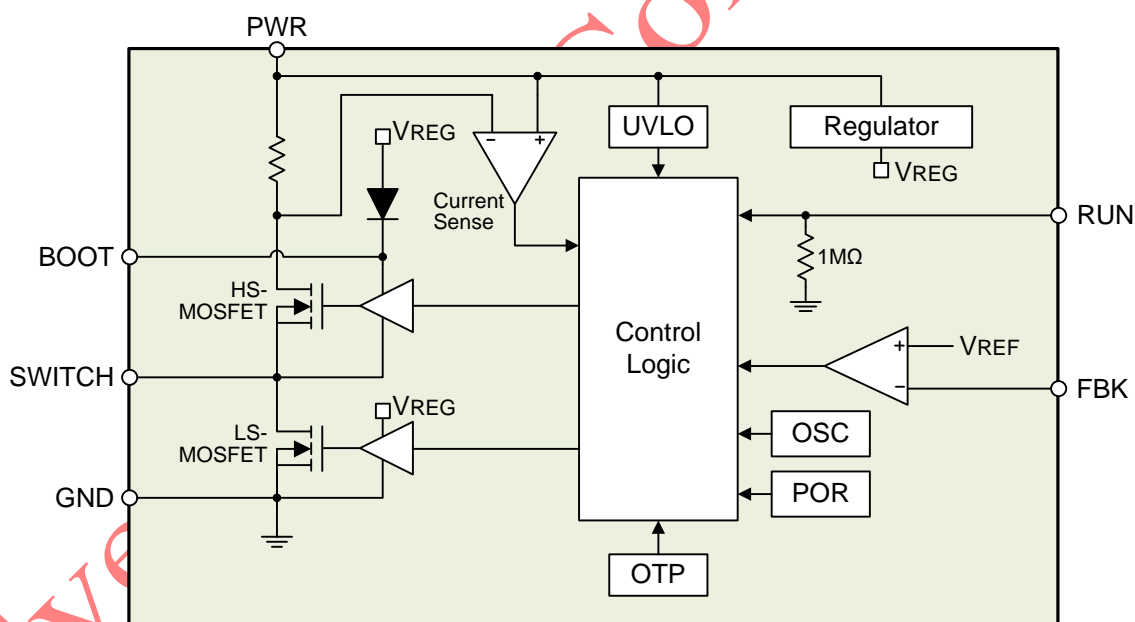 PWR
UVLO
Regulator
VREG
VREG
Current
Sense
RUN
BOOT
1MΩ
HS-
MOSFET
Control
Logic
VREF
SWITCH
FBK
VREG
LS-
MOSFET
OSC
GND
POR
OTP
- +
+
-